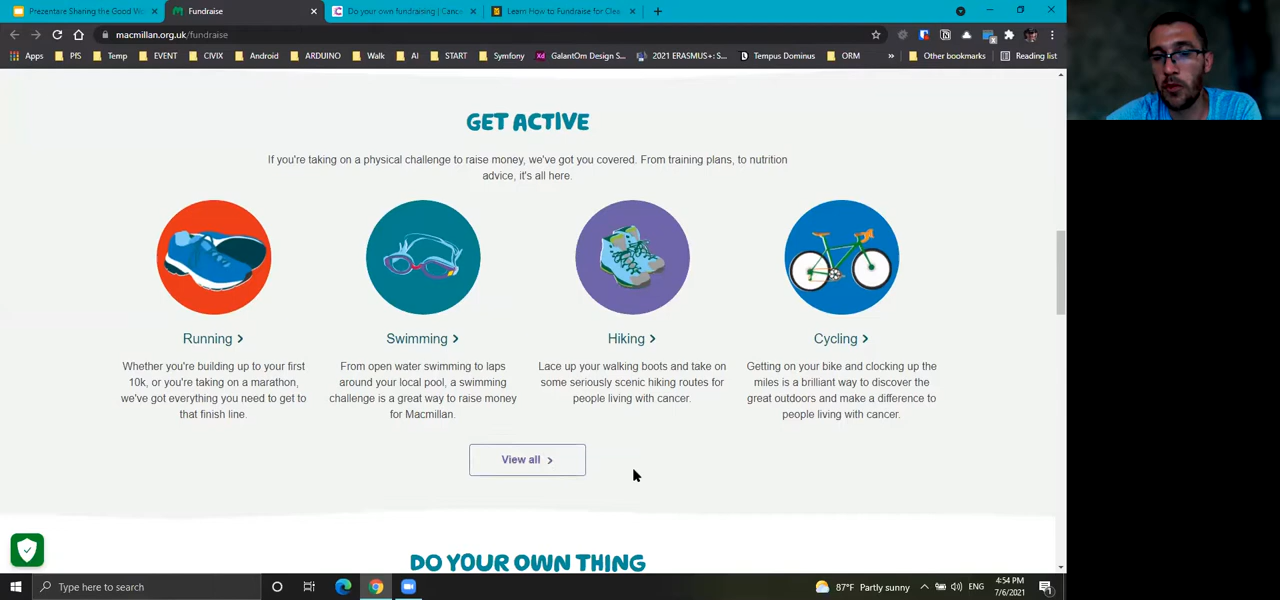 Prezentare Sharing the Good Wo
Fundraise
Do your own fundraising | Canc
Learn How to Fundraise for Clea
macmillan.org.uk/fundraise
Apps
PIS
Temp
EVENT
CIVIX
Android
ARDUINO
Walk
AI
START
Symfony
GalantOm Design S...
2021 ERASMUS+: S...
Tempus Dominus
ORM
»
Other bookmarks
Reading list
GET ACTIVE
If you're taking on a physical challenge to raise money, we've got you covered. From training plans, to nutrition
advice, it's all here.
Running >
Swimming >
Hiking >
Cycling >
Whether you're building up to your first
10k, or you're taking on a marathon,
we've got everything you need to get to
that finish line.
From open water swimming to laps
around your local pool, a swimming
challenge is a great way to raise money
for Macmillan.
Lace up your walking boots and take on
some seriously scenic hiking routes for
people living with cancer.
Getting on your bike and clocking up the
miles is a brilliant way to discover the
great outdoors and make a difference to
people living with cancer.
View all >
DO YOUR OWN THING
Type here to search
87°F Partly sunny
ENG
4:54 PM
7/6/2021